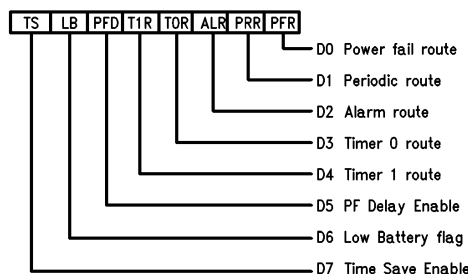 TS LB PFD T1R T0R ALR PRR PFR
D0 Power fail route
D1 Periodic route
D2 Alarm route
D3 Timer 0 route
D4 Timer 1 route
D5 PF Delay Enable
D6 Low Battery flag
D7 Time Save Enable